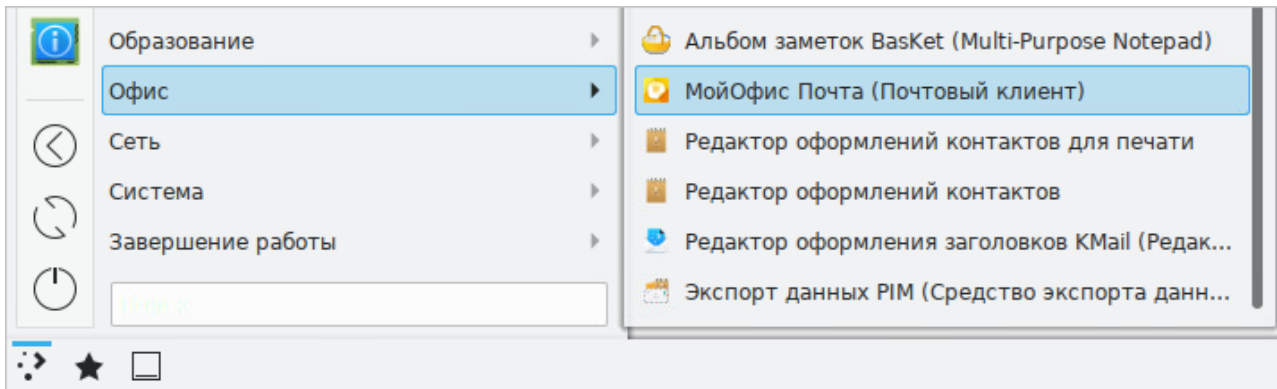 Образование
Офис
Сеть
Система
Завершение работы
Альбом заметок BasKet (Multi-Purpose Notepad)
МойОфис Почта (Почтовый клиент)
Редактор оформлений контактов для печати
Редактор оформлений контактов
Редактор оформления заголовков KMail (Редак...
Экспорт данных PIM (Средство экспорта данн...